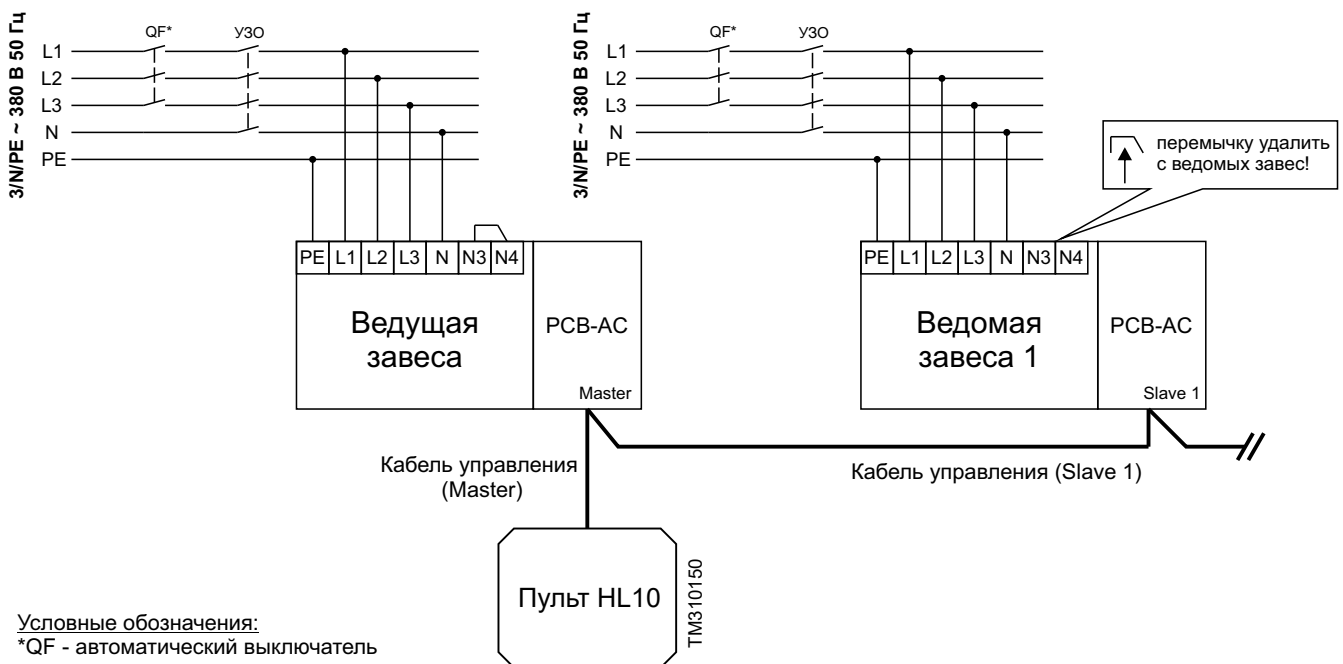 3/N/PE ~ 380 В 50 Гц
QF*
УЗО
L1
L2
L3
N
PE
PE L1 L2 L3 N N3 N4
Ведущая
завеса
PCB-AC
Master
3/N/PE ~ 380 В 50 Гц
QF*
УЗО
L1
L2
L3
N
PE
перемычку удалить
с ведомых завес!
PE L1 L2 L3 N N3 N4
Ведомая
завеса 1
PCB-AC
Slave 1
Кабель управления
(Master)
Кабель управления (Slave 1)
Пульт HL10
TM310150
Условные обозначения:
*QF - автоматический выключатель